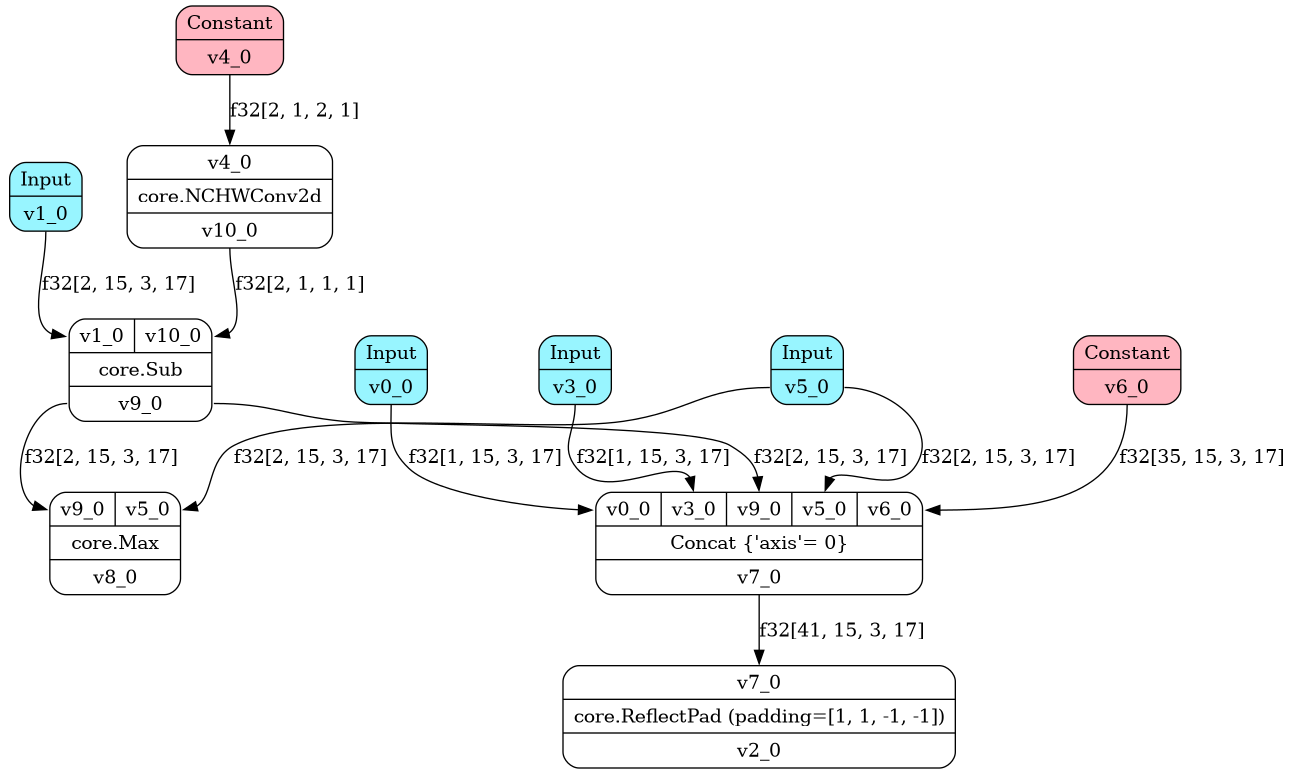 Constant
v4_0
f32[2, 1, 2, 1]
v4_0
core.NCHWConv2d
v10_0
Input
v1_0
f32[2, 15, 3, 17]
f32[2, 1, 1, 1]
v1_0 v10_0
core.Sub
v9_0
Input
v0_0
Input
v3_0
Input
v5_0
Constant
v6_0
f32[2, 15, 3, 17]
f32[2, 15, 3, 17]
f32[1, 15, 3, 17]
f32[1, 15, 3, 17]
f32[2, 15, 3, 17]
f32[2, 15, 3, 17]
f32[35, 15, 3, 17]
v9_0 v5_0
core.Max
v8_0
v0_0 v3_0 v9_0 v5_0 v6_0
Concat {'axis'= 0}
v7_0
f32[41, 15, 3, 17]
v7_0
core.ReflectPad (padding=[1, 1, -1, -1])
v2_0